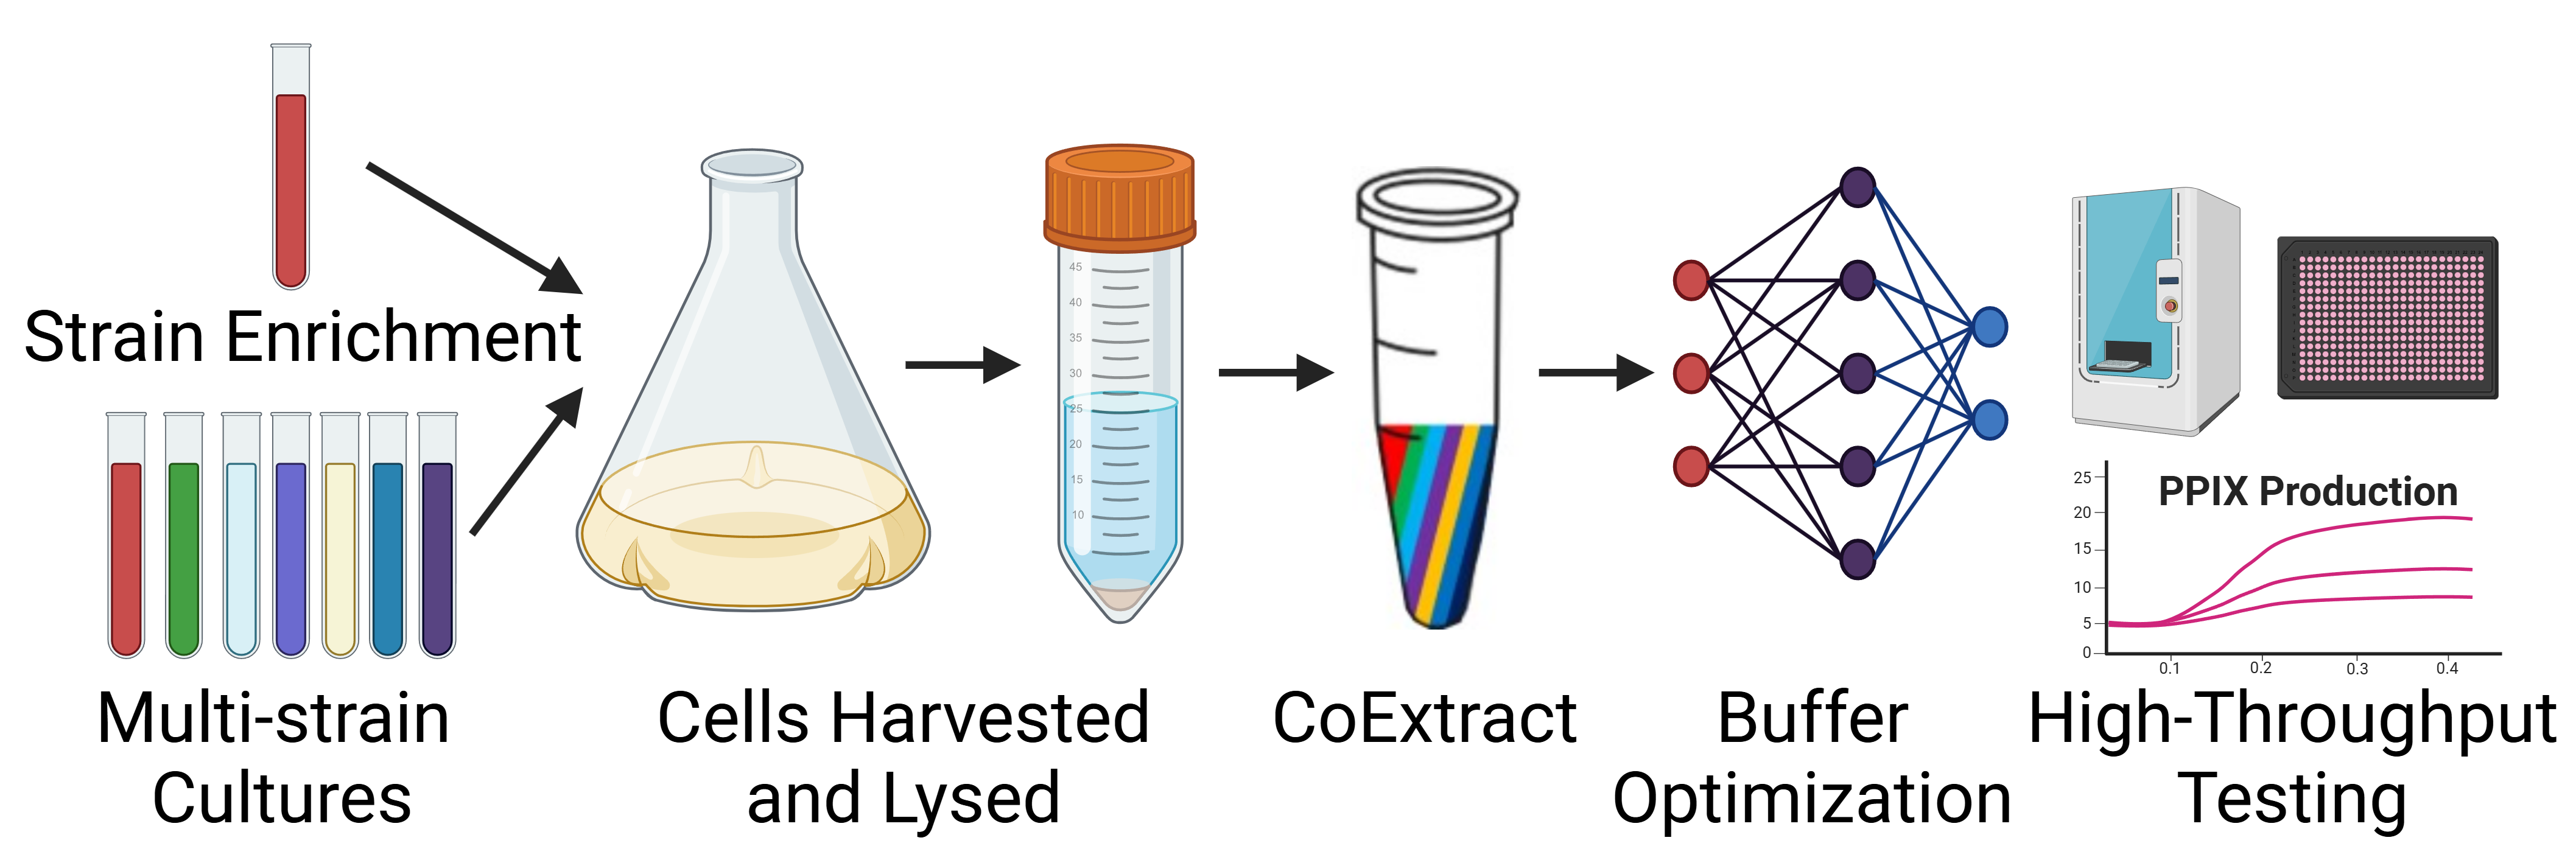 Strain Enrichment
Multi-strain
Cultures
45
40
35
30
25
20
15
10
Cells Harvested
and Lysed
CoExtract
Buffer
Optimization
PPIX Production
25
20
15
10
5
0
0.1 0.2 0.3 0.4
High-Throughput
Testing